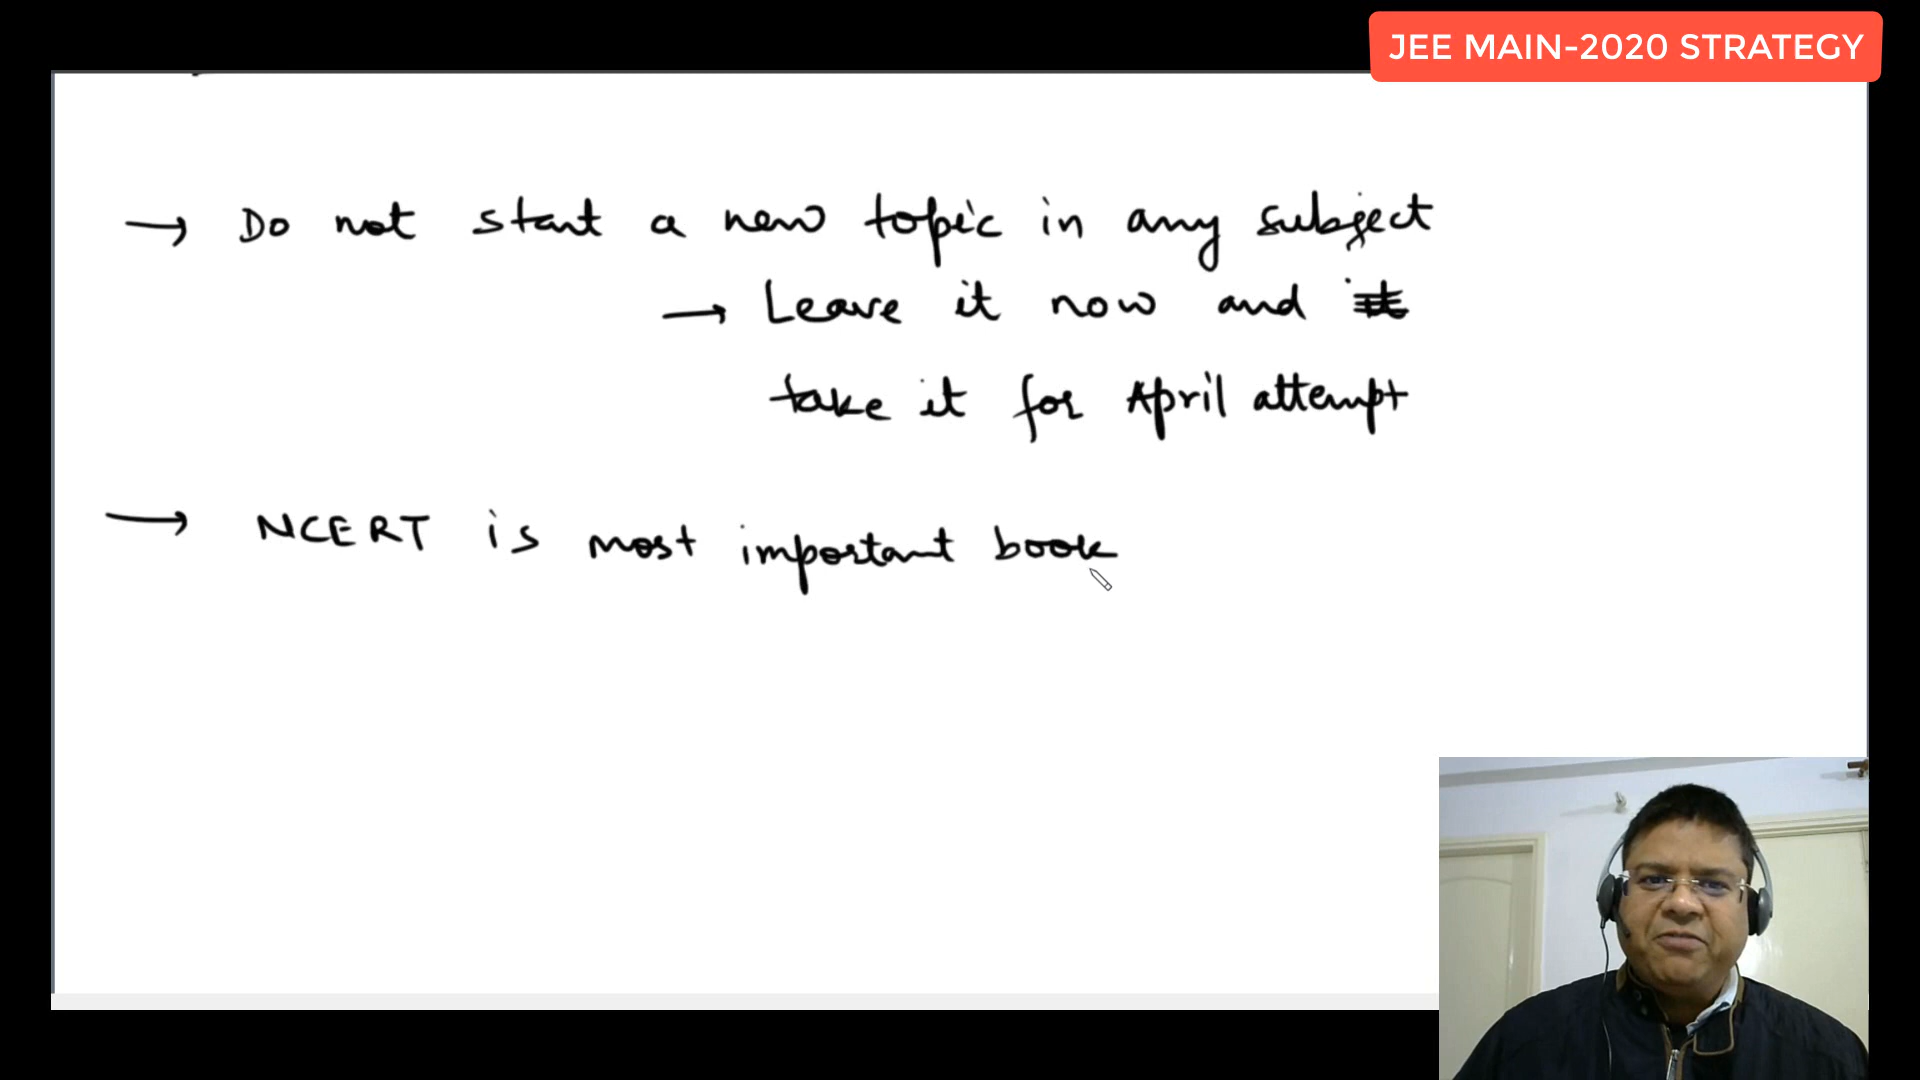 JEE MAIN-2020 STRATEGY
→ Do not start a new topic in any subject
→ Leave it now and
take it for April attempt
→ NCERT is most important book